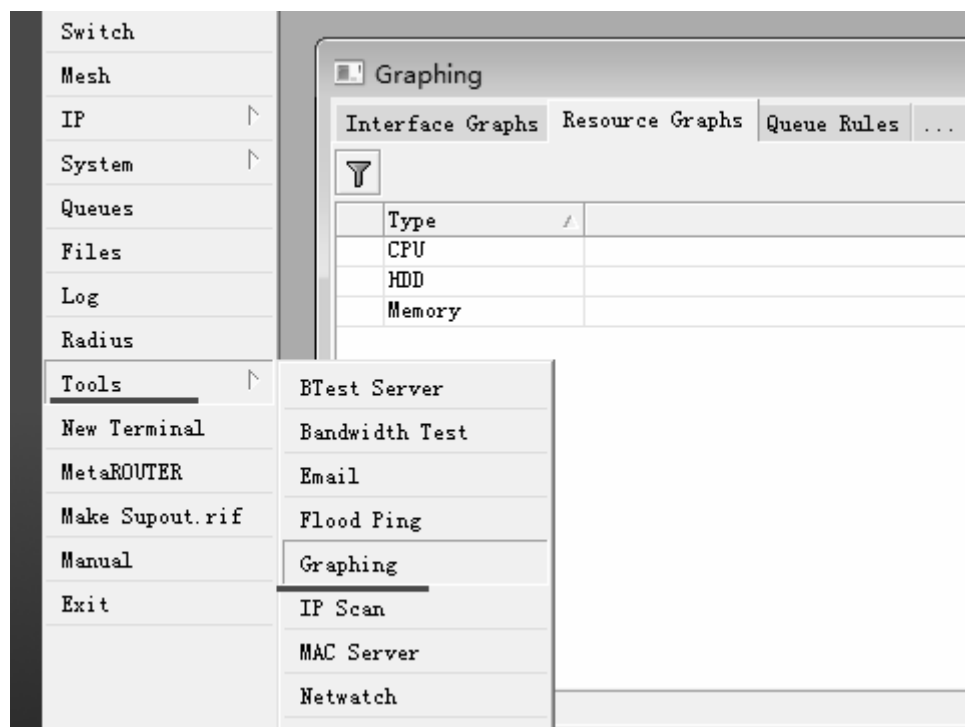 Switch
Mesh
IP
System
Queues
Files
Log
Radius
Tools
New Terminal
MetaROUTER
Make Supout.rif
Manual
Exit
Graphing
Interface Graphs Resource Graphs Queue Rules ...
Type
CPU
HDD
Memory
BTest Server
Bandwidth Test
Email
Flood Ping
Graphing
IP Scan
MAC Server
Netwatch